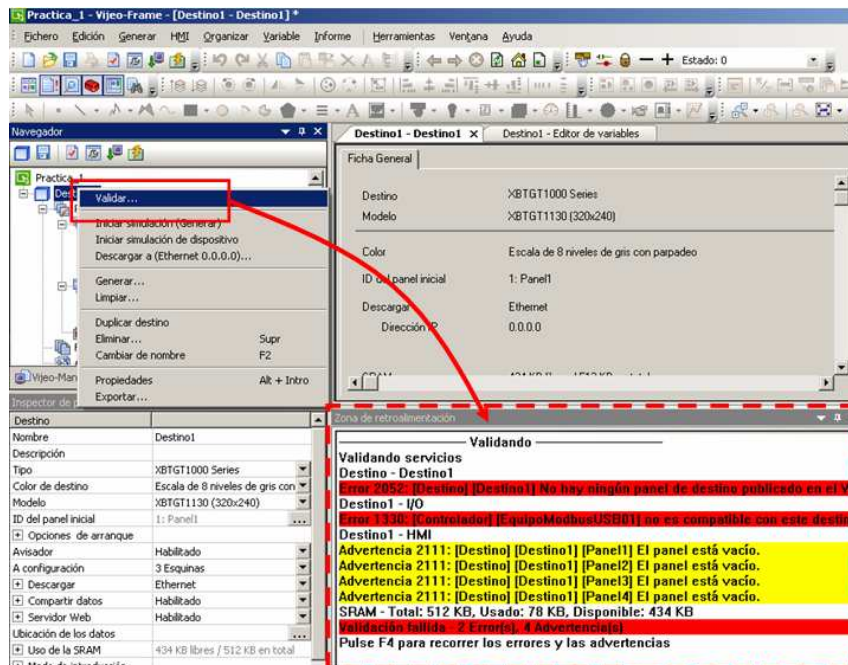 Practica_1 - Vijeo-Frame - [Destino1 - Destino1] *
Fichero Edición Generar HMI Organizar Variable Informe Herramientas Ventana Ayuda
Estado: 0
Navegador
Practica_1
Validar...
Iniciar simulación (Generar)
Iniciar simulación de dispositivo
Descargar a (Ethernet 0.0.0.0)...
Generar...
Limpiar...
Duplicar destino
Eliminar... Supr
Cambiar de nombre F2
Propiedades Alt + Intro
Exportar...
Vijeo-Man
Destino1 - Destino1 Destino1 - Editor de variables
Ficha General
Destino XBTGT1000 Series
Modelo XBTGT1130 (320x240)
Color Escala de 8 niveles de gris con parpadeo
ID del panel inicial 1: Panel1
Descargar Ethernet
Dirección IP 0.0.0.0
Inspector de
Destino
Nombre Destino1
Descripción
Tipo XBTGT1000 Series
Color de destino Escala de 8 niveles de gris con
Modelo XBTGT1130 (320x240)
ID del panel inicial 1: Panel1
Opciones de arranque
Avisador Habilitado
A configuración 3 Esquinas
Descargar Ethernet
Compartir datos Habilitado
Servidor Web Habilitado
Ubicación de los datos
Uso de la SRAM 434 KB libres / 512 KB en total
Modo de introducción
Zona de retroalimentación
Validando
Validando servicios
Destino - Destino1
Error 2052: [Destino] [Destino1] No hay ningún panel de destino publicado en el
Destino1 - I/O
Error 1330: [Controlador] [EquipoModbusUSB01] no es compatible con este destin
Destino1 - HMI
Advertencia 2111: [Destino] [Destino1] [Panel1] El panel está vacío.
Advertencia 2111: [Destino] [Destino1] [Panel2] El panel está vacío.
Advertencia 2111: [Destino] [Destino1] [Panel3] El panel está vacío.
Advertencia 2111: [Destino] [Destino1] [Panel4] El panel está vacío.
SRAM - Total: 512 KB, Usado: 78 KB, Disponible: 434 KB
Validación fallida - 2 Error(s), 4 Advertencia(s)
Pulse F4 para recorrer los errores y las advertencias